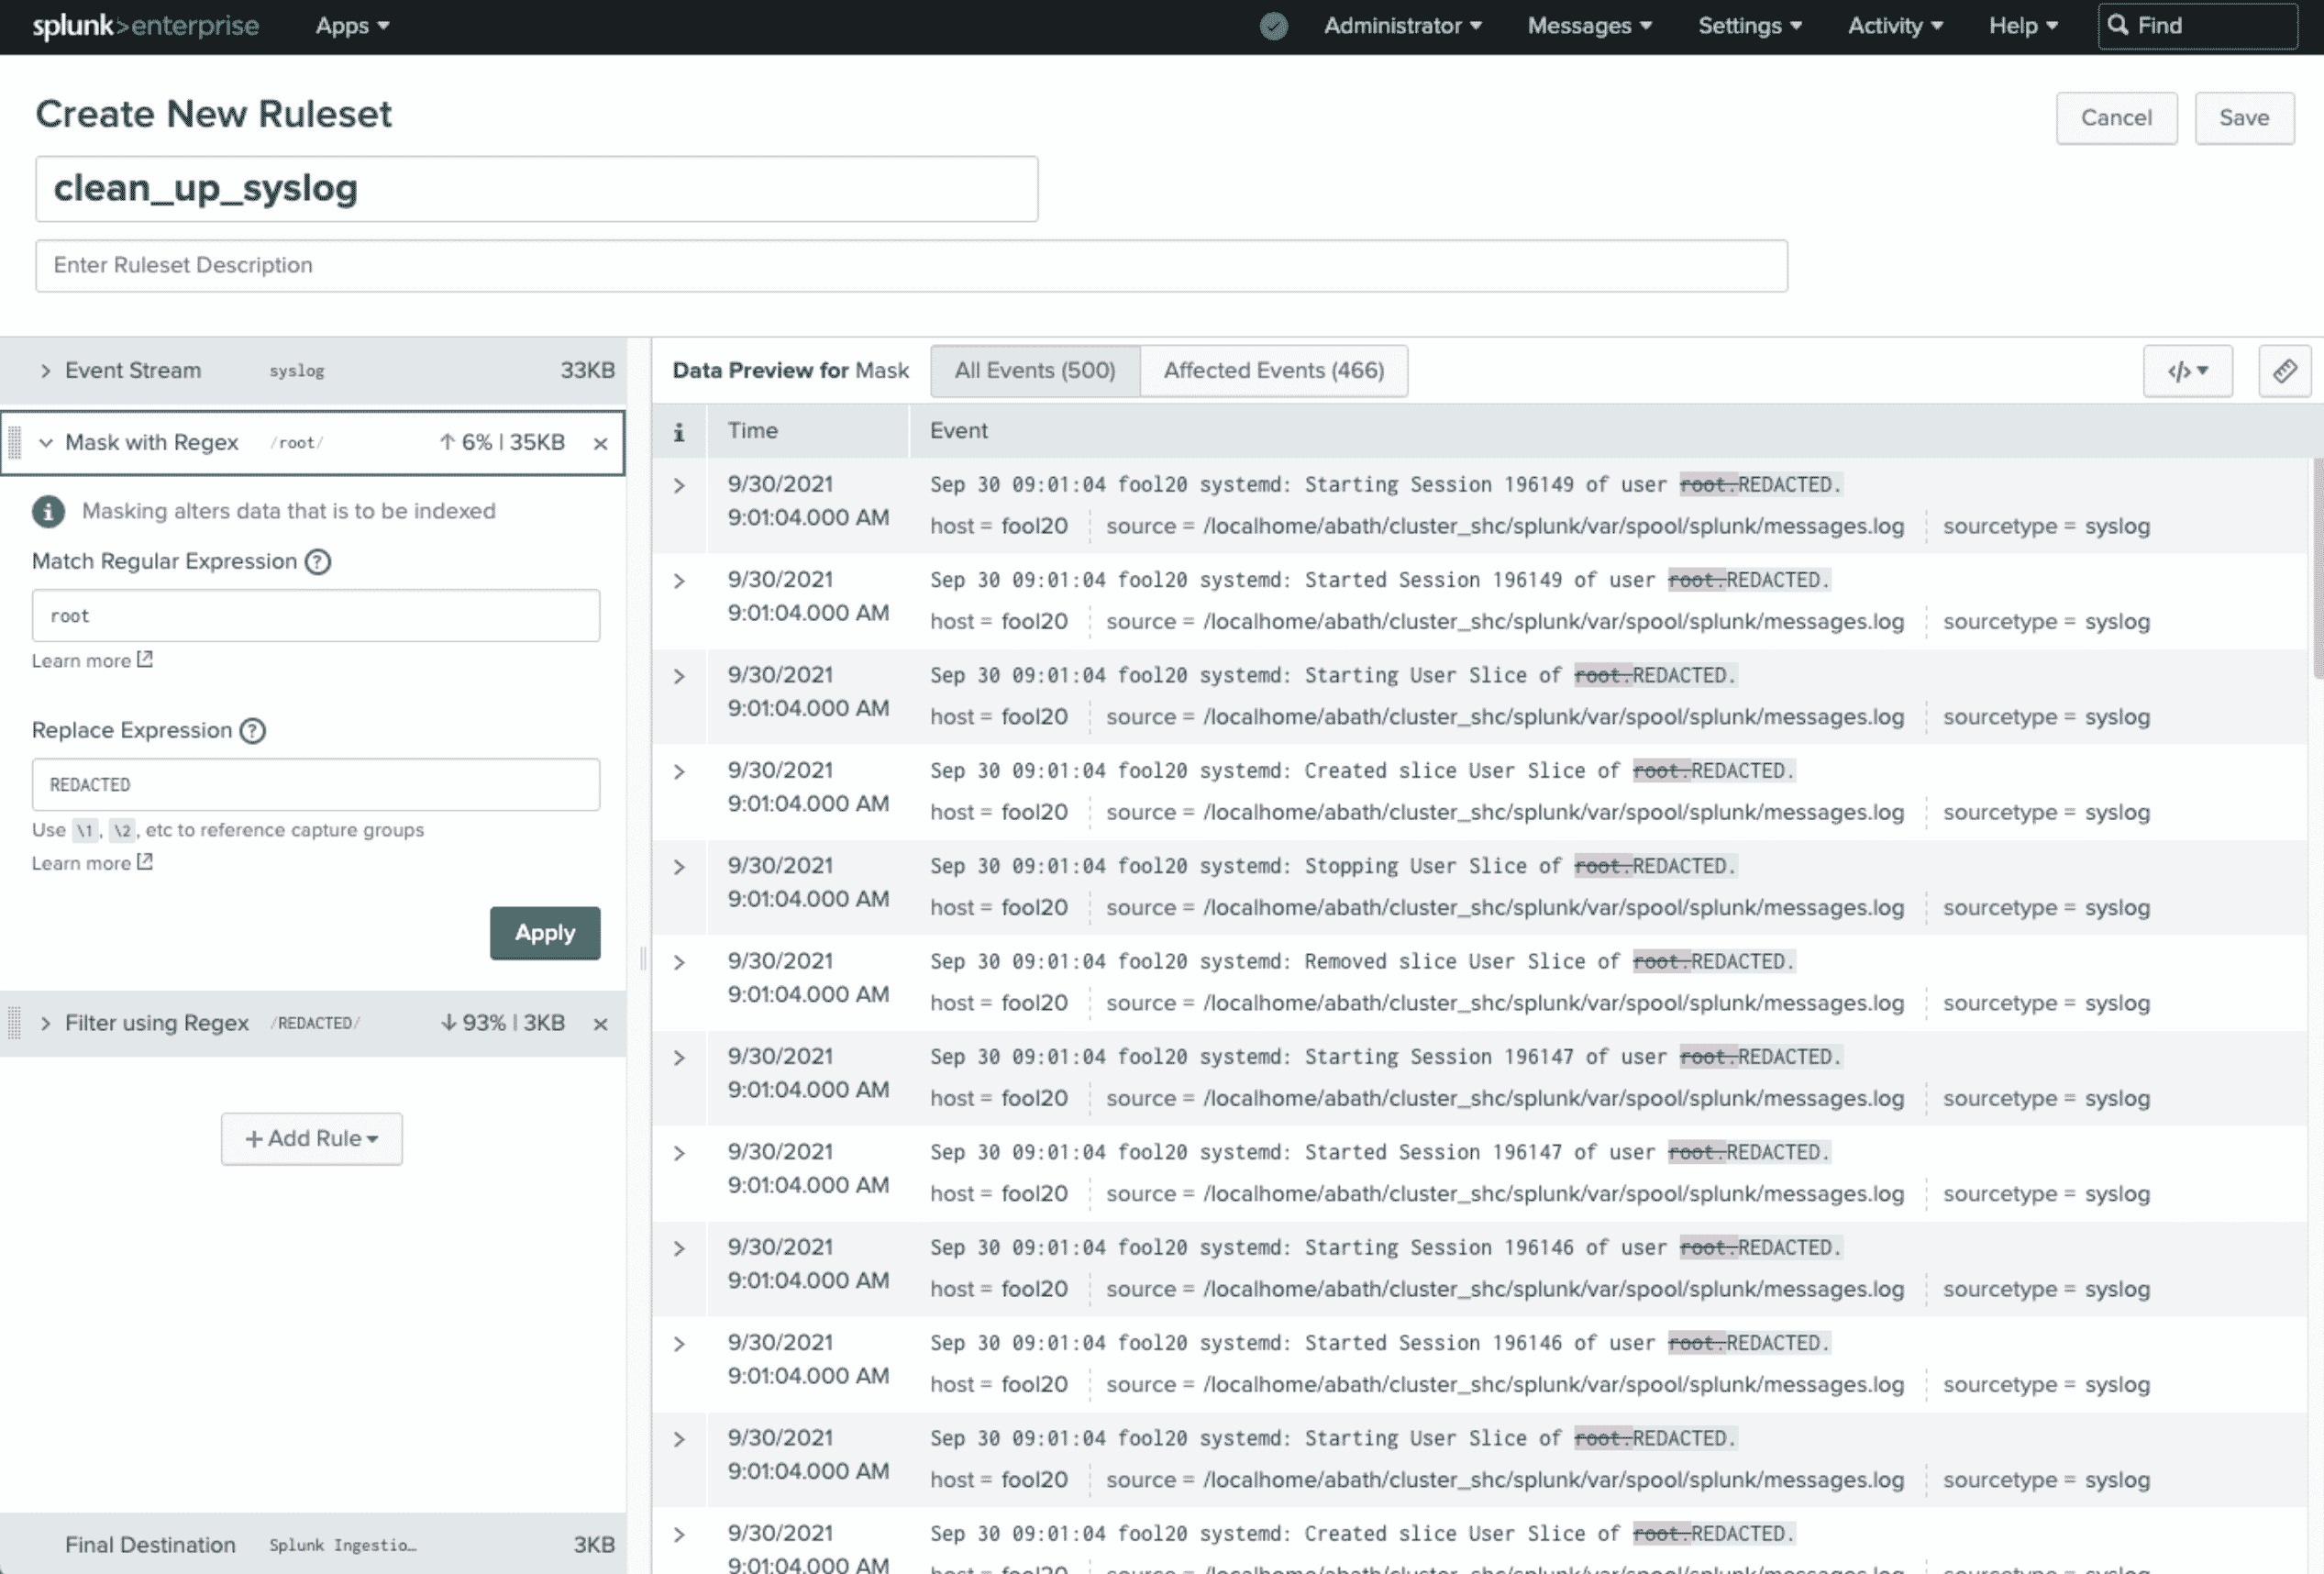 splunk>enterprise Apps Administrator Messages Settings Activity Help Find
Create New Ruleset
Cancel Save
clean_up_syslog
Enter Ruleset Description
Event Stream syslog 33KB
Mask with Regex /root/ ↑ 6% | 35KB ×
Masking alters data that is to be indexed
Match Regular Expression ?
root
Learn more
Replace Expression ?
REDACTED
Use \1, \2, etc to reference capture groups
Learn more
Apply
Filter using Regex /REDACTED/ ↓ 93% | 3KB ×
+ Add Rule
Final Destination Splunk Ingestio… 3KB
Data Preview for Mask All Events (500) Affected Events (466) </>
i Time Event
9/30/2021 Sep 30 09:01:04 fool20 systemd: Starting Session 196149 of user root.REDACTED.
9:01:04.000 AM host = fool20 source = /localhome/abath/cluster_shc/splunk/var/spool/splunk/messages.log sourcetype = syslog
9/30/2021 Sep 30 09:01:04 fool20 systemd: Started Session 196149 of user root.REDACTED.
9:01:04.000 AM host = fool20 source = /localhome/abath/cluster_shc/splunk/var/spool/splunk/messages.log sourcetype = syslog
9/30/2021 Sep 30 09:01:04 fool20 systemd: Starting User Slice of root.REDACTED.
9:01:04.000 AM host = fool20 source = /localhome/abath/cluster_shc/splunk/var/spool/splunk/messages.log sourcetype = syslog
9/30/2021 Sep 30 09:01:04 fool20 systemd: Created slice User Slice of root.REDACTED.
9:01:04.000 AM host = fool20 source = /localhome/abath/cluster_shc/splunk/var/spool/splunk/messages.log sourcetype = syslog
9/30/2021 Sep 30 09:01:04 fool20 systemd: Stopping User Slice of root.REDACTED.
9:01:04.000 AM host = fool20 source = /localhome/abath/cluster_shc/splunk/var/spool/splunk/messages.log sourcetype = syslog
9/30/2021 Sep 30 09:01:04 fool20 systemd: Removed slice User Slice of root.REDACTED.
9:01:04.000 AM host = fool20 source = /localhome/abath/cluster_shc/splunk/var/spool/splunk/messages.log sourcetype = syslog
9/30/2021 Sep 30 09:01:04 fool20 systemd: Starting Session 196147 of user root.REDACTED.
9:01:04.000 AM host = fool20 source = /localhome/abath/cluster_shc/splunk/var/spool/splunk/messages.log sourcetype = syslog
9/30/2021 Sep 30 09:01:04 fool20 systemd: Started Session 196147 of user root.REDACTED.
9:01:04.000 AM host = fool20 source = /localhome/abath/cluster_shc/splunk/var/spool/splunk/messages.log sourcetype = syslog
9/30/2021 Sep 30 09:01:04 fool20 systemd: Starting Session 196146 of user root.REDACTED.
9:01:04.000 AM host = fool20 source = /localhome/abath/cluster_shc/splunk/var/spool/splunk/messages.log sourcetype = syslog
9/30/2021 Sep 30 09:01:04 fool20 systemd: Started Session 196146 of user root.REDACTED.
9:01:04.000 AM host = fool20 source = /localhome/abath/cluster_shc/splunk/var/spool/splunk/messages.log sourcetype = syslog
9/30/2021 Sep 30 09:01:04 fool20 systemd: Starting User Slice of root.REDACTED.
9:01:04.000 AM host = fool20 source = /localhome/abath/cluster_shc/splunk/var/spool/splunk/messages.log sourcetype = syslog
9/30/2021 Sep 30 09:01:04 fool20 systemd: Created slice User Slice of root.REDACTED.
9:01:04.000 AM